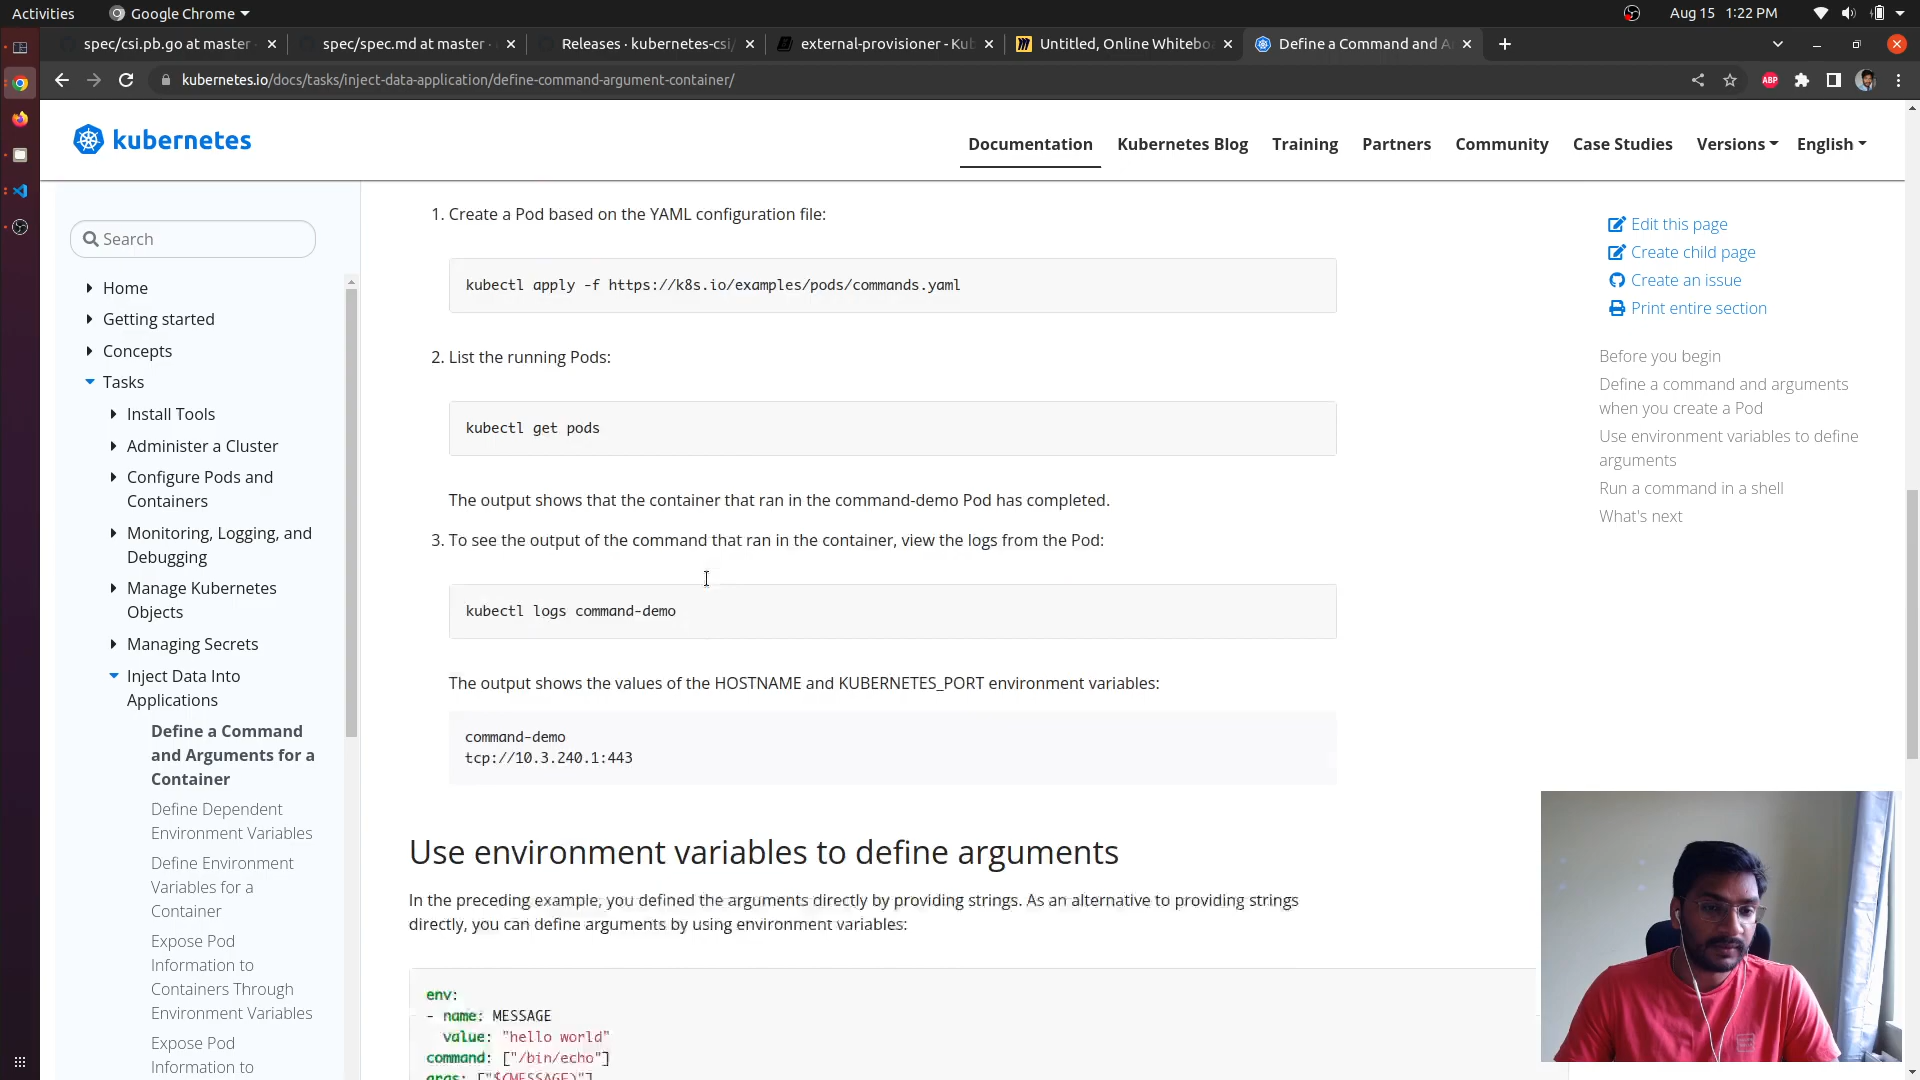 Activities
Google Chrome
Aug 15 1:22 PM
spec/csi.pb.go at master
spec/spec.md at master ·
Releases · kubernetes-csi/
external-provisioner - Kub
Untitled, Online Whiteboa
Define a Command and A
kubernetes.io/docs/tasks/inject-data-application/define-command-argument-container/
ABP
kubernetes
Documentation
Kubernetes Blog
Training
Partners
Community
Case Studies
Versions
English
Search
Home
Getting started
Concepts
Tasks
Install Tools
Administer a Cluster
Configure Pods and
Containers
Monitoring, Logging, and
Debugging
Manage Kubernetes
Objects
Managing Secrets
Inject Data Into
Applications
Define a Command
and Arguments for a
Container
Define Dependent
Environment Variables
Define Environment
Variables for a
Container
Expose Pod
Information to
Containers Through
Environment Variables
Expose Pod
Information to
1. Create a Pod based on the YAML configuration file:
kubectl apply -f https://k8s.io/examples/pods/commands.yaml
2. List the running Pods:
kubectl get pods
The output shows that the container that ran in the command-demo Pod has completed.
3. To see the output of the command that ran in the container, view the logs from the Pod:
kubectl logs command-demo
The output shows the values of the HOSTNAME and KUBERNETES_PORT environment variables:
command-demo
tcp://10.3.240.1:443
Use environment variables to define arguments
In the preceding example, you defined the arguments directly by providing strings. As an alternative to providing strings
directly, you can define arguments by using environment variables:
env:
- name: MESSAGE
value: "hello world"
command: ["/bin/echo"]
args: ["$(MESSAGE)"]
Edit this page
Create child page
Create an issue
Print entire section
Before you begin
Define a command and arguments
when you create a Pod
Use environment variables to define
arguments
Run a command in a shell
What's next